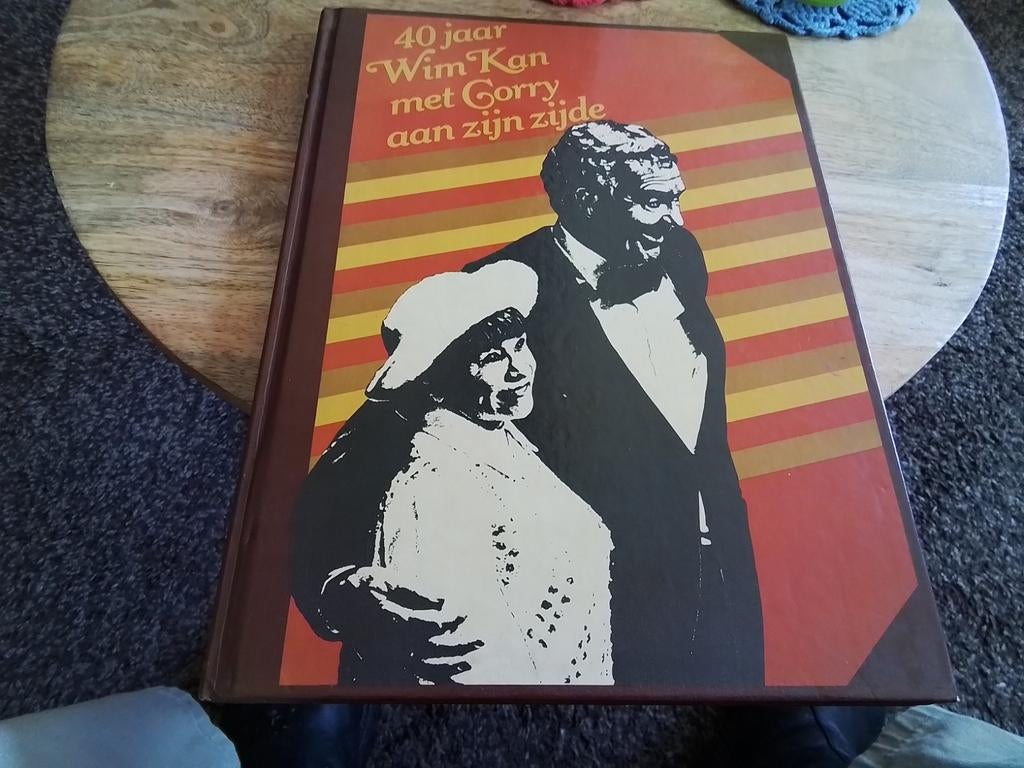 40 jaar
Wim Kan
met Corry
aan zijn zijde